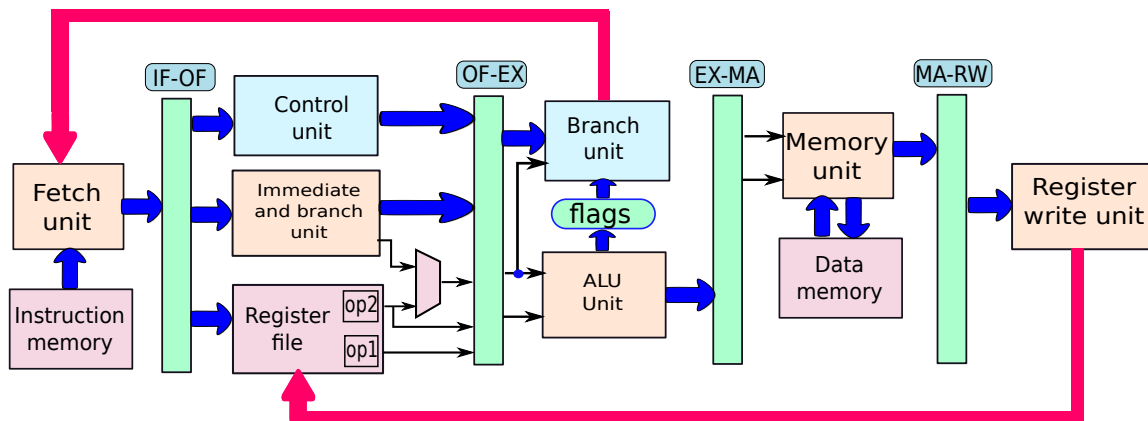 IF-OF
OF-EX
EX-MA
MA-RW
Control
unit
Branch
unit
Memory
unit
Fetch
unit
Immediate
and branch
unit
flags
Register
write unit
Instruction
memory
Register
file
op2
op1
ALU
Unit
Data
memory